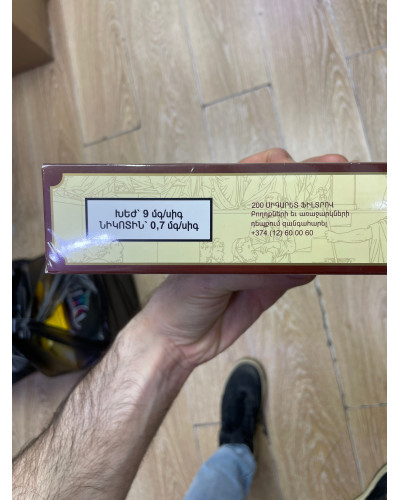 ԽԵԺ՝ 9 մգ/սիգ
ՆԻԿՈՏԻՆ՝ 0,7 մգ/սիգ
200 ՍԻԳԱՐԵՏ ՖԻԼՏՐՈՎ
Բողոքների եւ առաջարկների
դեպքում զանգահարել
+374 (12) 60 00 60